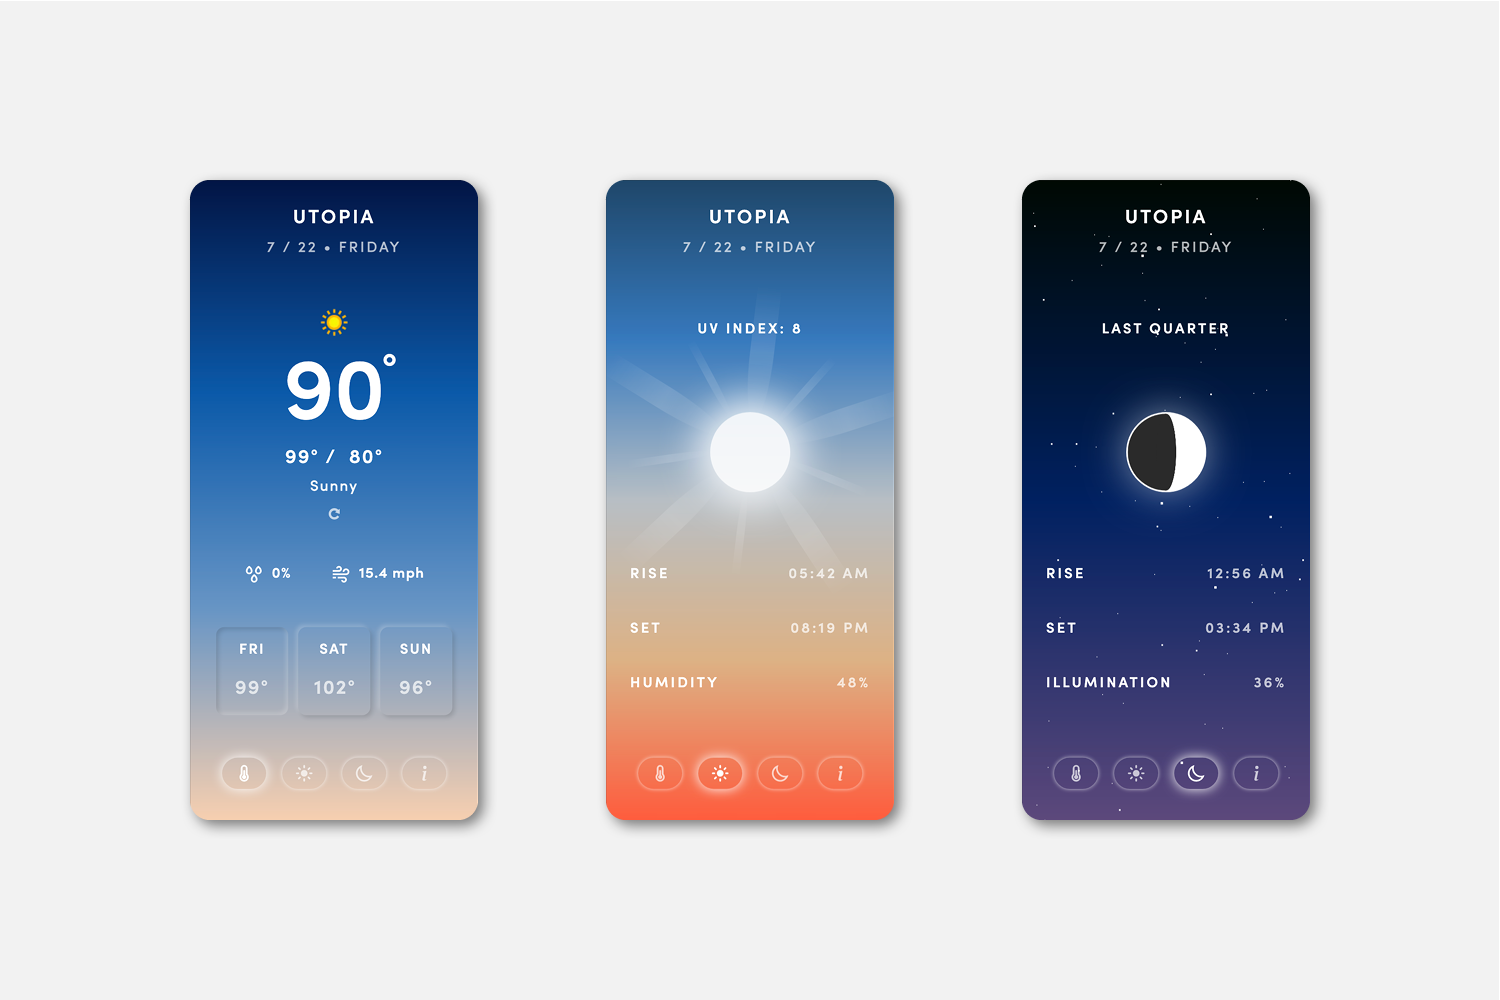 UTOPIA
7 / 22 • FRIDAY
90°
99° / 80°
Sunny
0% 15.4 mph
FRI SAT SUN
99° 102° 96°
i
UTOPIA
7 / 22 • FRIDAY
UV INDEX: 8
RISE 05:42 AM
SET 08:19 PM
HUMIDITY 48%
i
UTOPIA
7 / 22 • FRIDAY
LAST QUARTER
RISE 12:56 AM
SET 03:34 PM
ILLUMINATION 36%
i